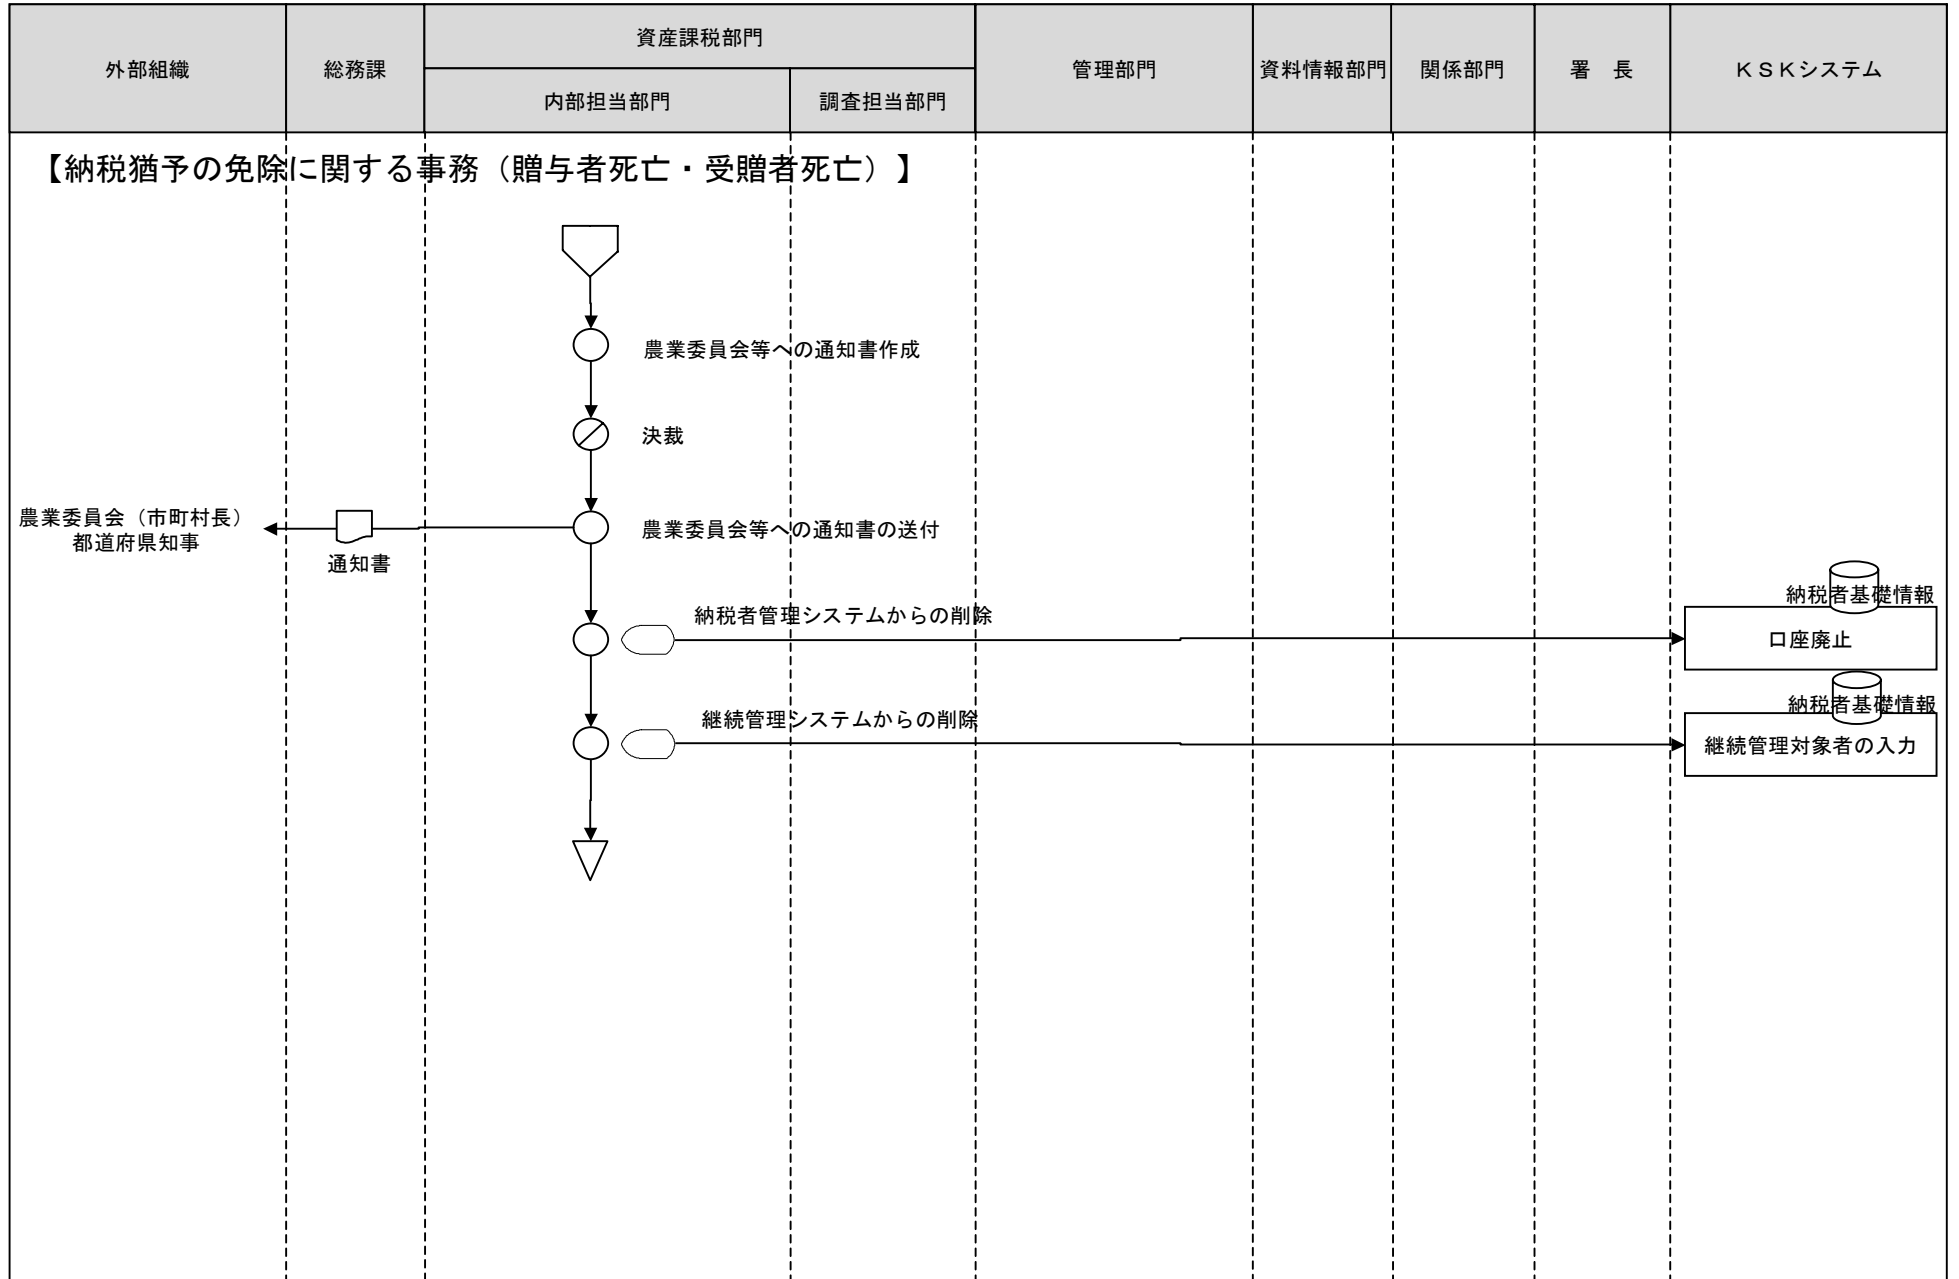 外部組織
総務課
資産課税部門
内部担当部門
調査担当部門
管理部門
資料情報部門
関係部門
署　長
ＫＳＫシステム
【納税猶予の免除に関する事務（贈与者死亡・受贈者死亡）】
農業委員会等への通知書作成
決裁
農業委員会（市町村長）
都道府県知事
通知書
農業委員会等への通知書の送付
納税者管理システムからの削除
納税者基礎情報
口座廃止
継続管理システムからの削除
納税者基礎情報
継続管理対象者の入力